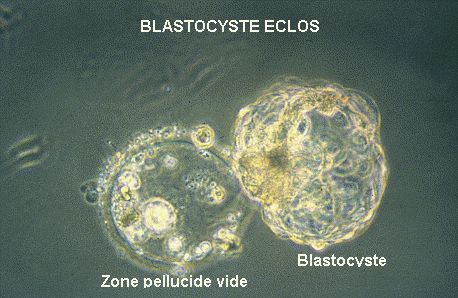 BLASTOCYSTE ECLOS
Blastocyste
Zone pellucide vide